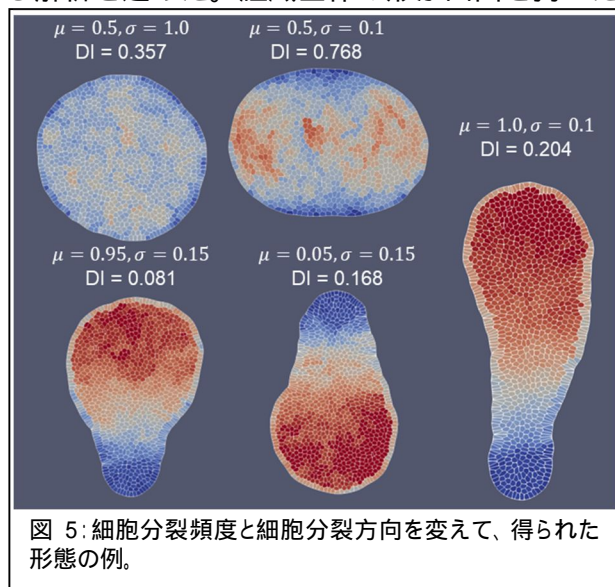 μ = 0.5, σ = 1.0
DI = 0.357
μ = 0.5, σ = 0.1
DI = 0.768
μ = 1.0, σ = 0.1
DI = 0.204
μ = 0.95, σ = 0.15
DI = 0.081
μ = 0.05, σ = 0.15
DI = 0.168
図 5:細胞分裂頻度と細胞分裂方向を変えて、得られた
形態の例。